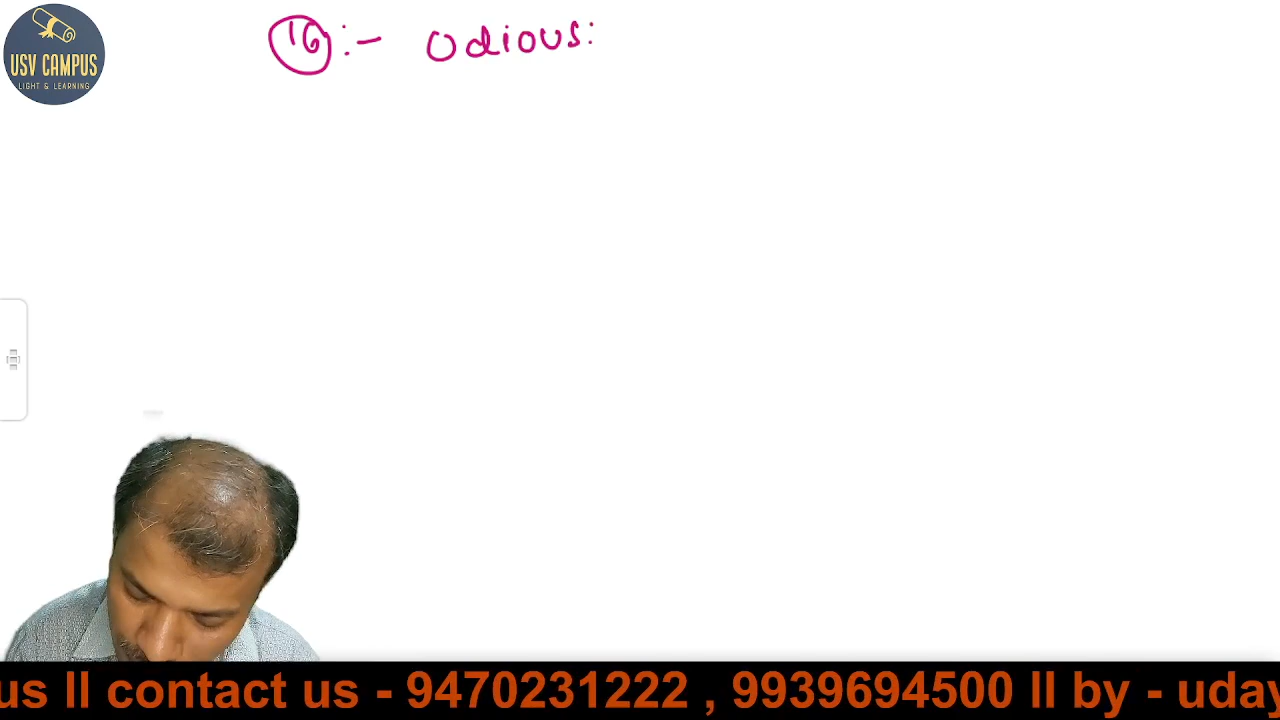 USV CAMPUS
LIGHT & LEARNING
16 :- Odious:
us ll contact us - 9470231222 , 9939694500 ll by - uday